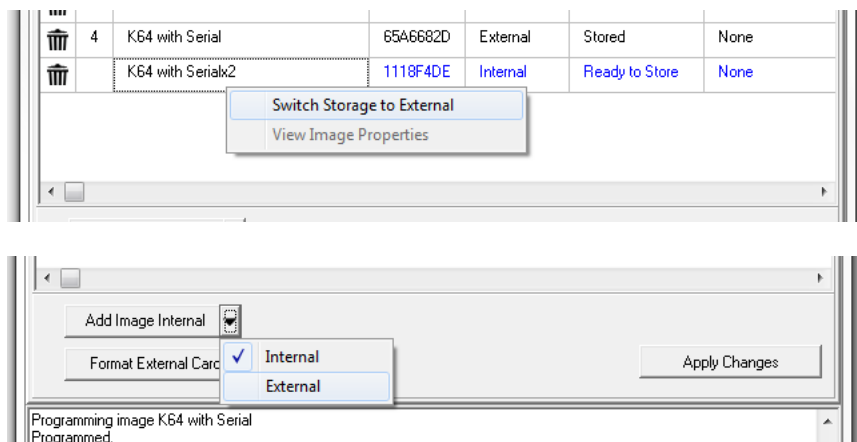 4 K64 with Serial 65A6682D External Stored None
K64 with Serialx2 1118F4DE Internal Ready to Store None
Switch Storage to External
View Image Properties
Add Image Internal
Internal
Format External Card
External
Apply Changes
Programming image K64 with Serial
Programmed.